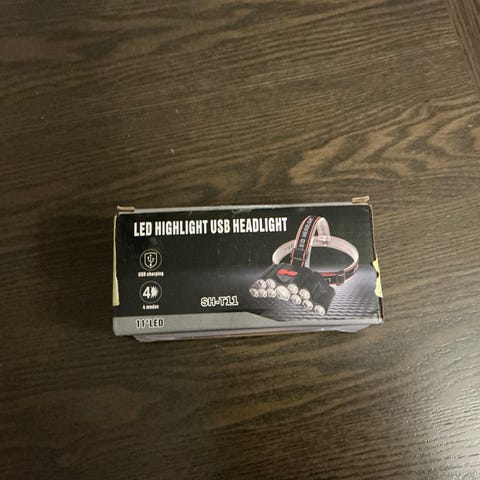 LED HIGHLIGHT USB HEADLIGHT
USB charging
4
4 modes
SH-T11
11*LED